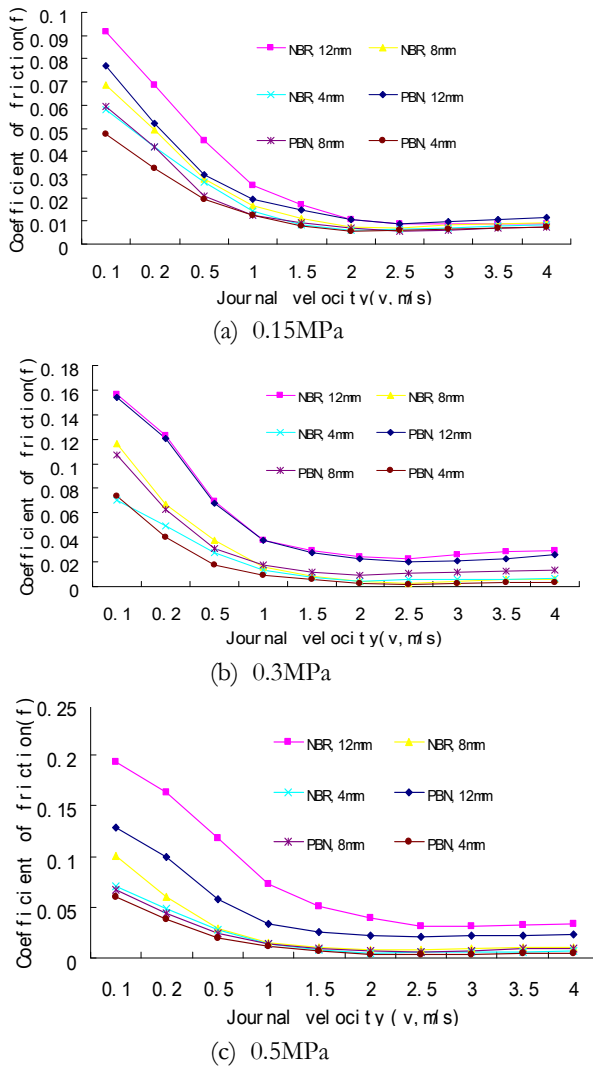 0.1
0.09
0.08
0.07
0.06
0.05
0.04
0.03
0.02
0.01
0
Coefficient of friction(f)
NBR, 12mm NBR, 8mm
NBR, 4mm PBN, 12mm
PBN, 8mm PBN, 4mm
0.1 0.2 0.5 1 1.5 2 2.5 3 3.5 4
Journal velocity(v, m/s)
(a) 0.15MPa
0.18
0.16
0.14
0.12
0.1
0.08
0.06
0.04
0.02
0
Coefficient of friction(f)
NBR, 12mm NBR, 8mm
NBR, 4mm PBN, 12mm
PBN, 8mm PBN, 4mm
0.1 0.2 0.5 1 1.5 2 2.5 3 3.5 4
Journal velocity(v, m/s)
(b) 0.3MPa
0.25
0.2
0.15
0.1
0.05
0
Coefficient of friction(f)
NBR, 12mm NBR, 8mm
NBR, 4mm PBN, 12mm
PBN, 8mm PBN, 4mm
0.1 0.2 0.5 1 1.5 2 2.5 3 3.5 4
Journal velocity (v, m/s)
(c) 0.5MPa